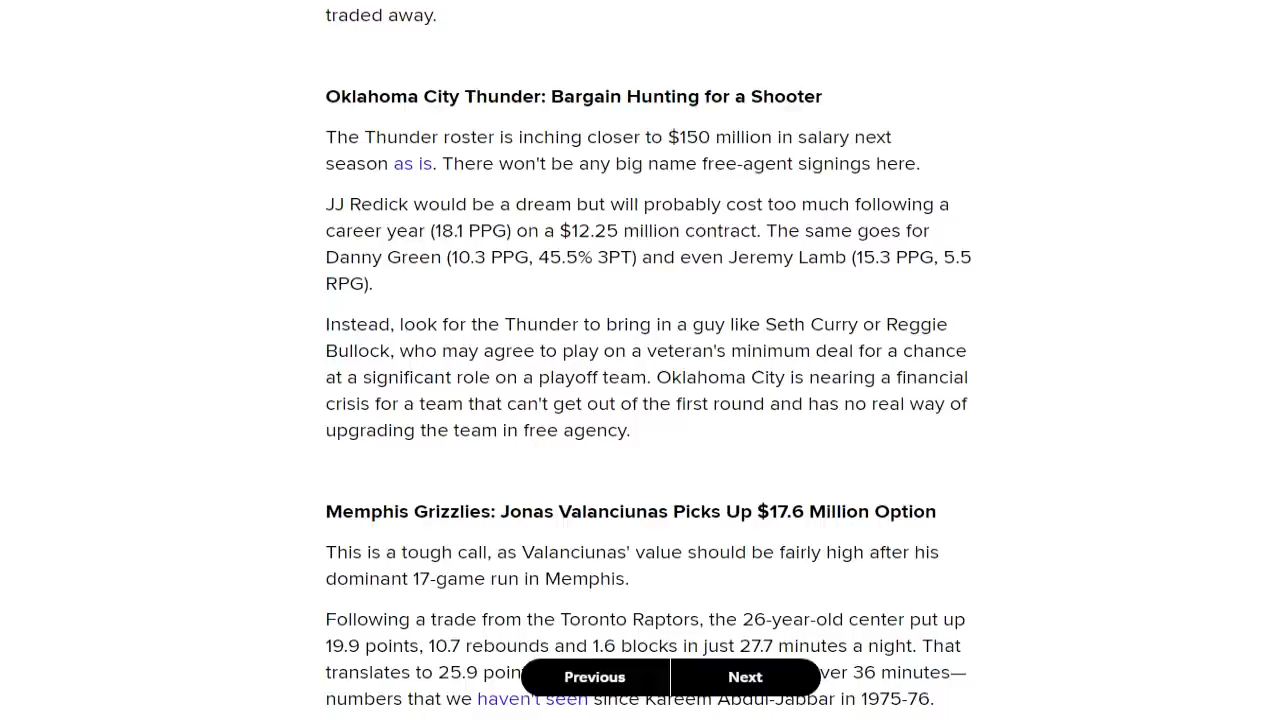 traded away.
Oklahoma City Thunder: Bargain Hunting for a Shooter
The Thunder roster is inching closer to $150 million in salary next
season as is. There won't be any big name free-agent signings here.
JJ Redick would be a dream but will probably cost too much following a
career year (18.1 PPG) on a $12.25 million contract. The same goes for
Danny Green (10.3 PPG, 45.5% 3PT) and even Jeremy Lamb (15.3 PPG, 5.5
RPG).
Instead, look for the Thunder to bring in a guy like Seth Curry or Reggie
Bullock, who may agree to play on a veteran's minimum deal for a chance
at a significant role on a playoff team. Oklahoma City is nearing a financial
crisis for a team that can't get out of the first round and has no real way of
upgrading the team in free agency.
Memphis Grizzlies: Jonas Valanciunas Picks Up $17.6 Million Option
This is a tough call, as Valanciunas' value should be fairly high after his
dominant 17-game run in Memphis.
Following a trade from the Toronto Raptors, the 26-year-old center put up
19.9 points, 10.7 rebounds and 1.6 blocks in just 27.7 minutes a night. That
translates to 25.9 36 minutes—
numbers that we haven't seen since Kareem Abdul-Jabbar in 1975-76.
Previous Next